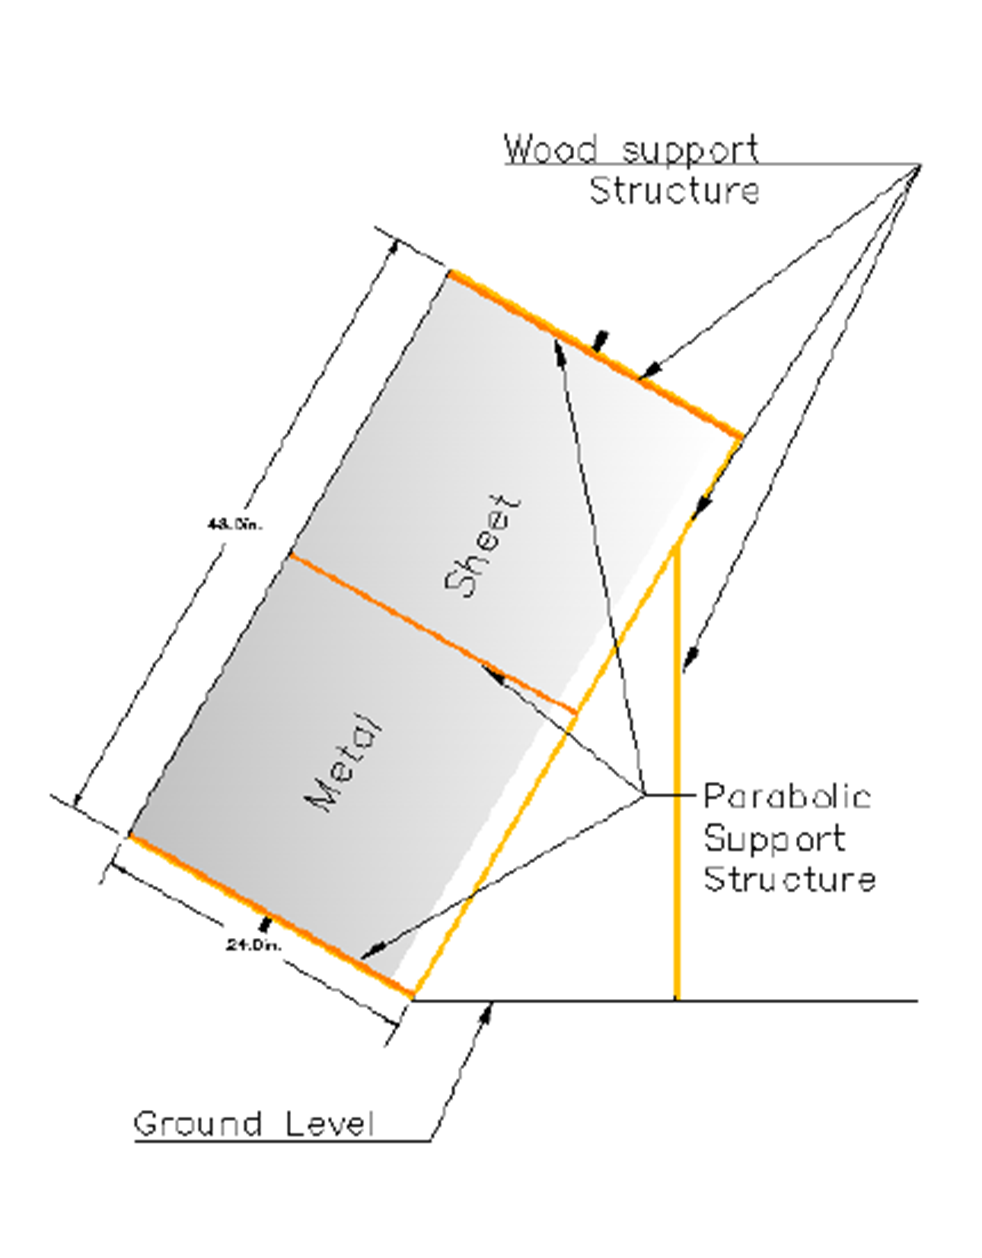 Wood support
Structure
48.0in.
Sheet
Metal
Parabolic
Support
Structure
24.0in.
Ground Level